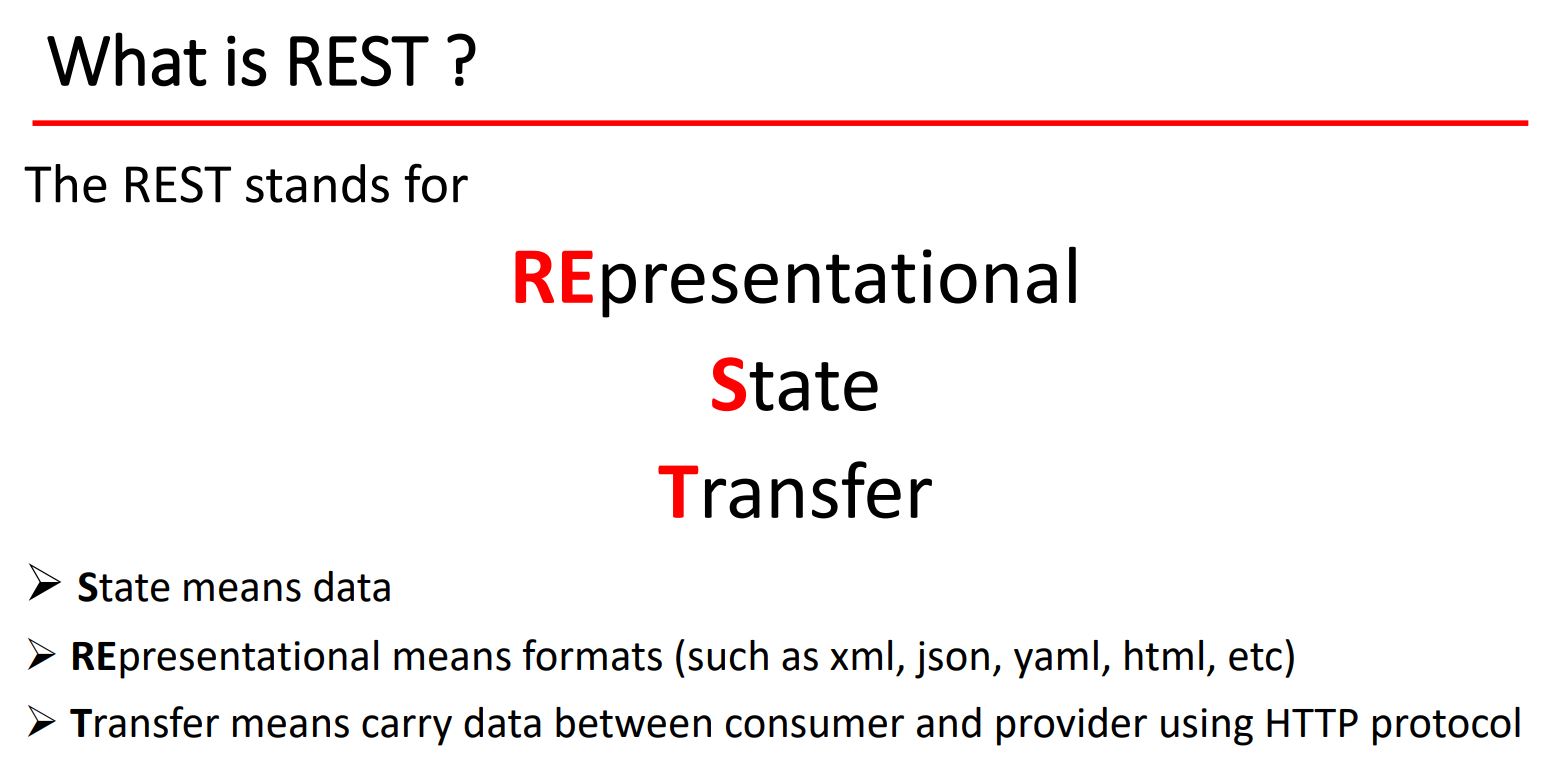 What is REST ?
The REST stands for
REpresentational
State
Transfer
➢ State means data
➢ REpresentational means formats (such as xml, json, yaml, html, etc)
➢ Transfer means carry data between consumer and provider using HTTP protocol